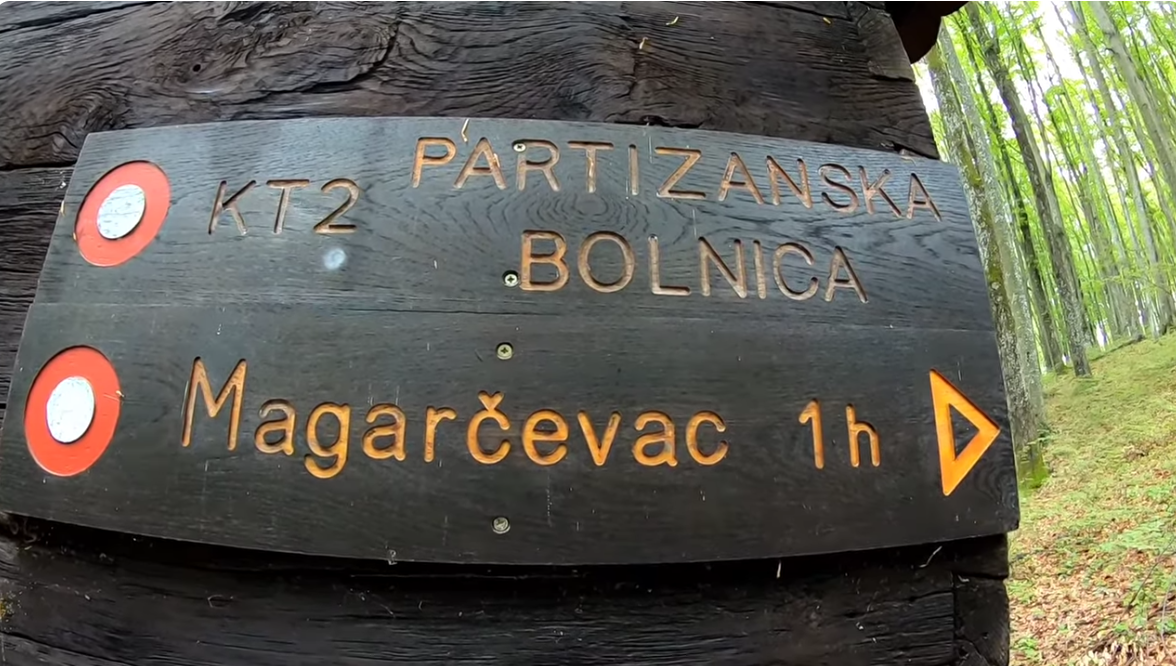 KT2 PARTIZANSKA
BOLNICA
Magarčevac 1h